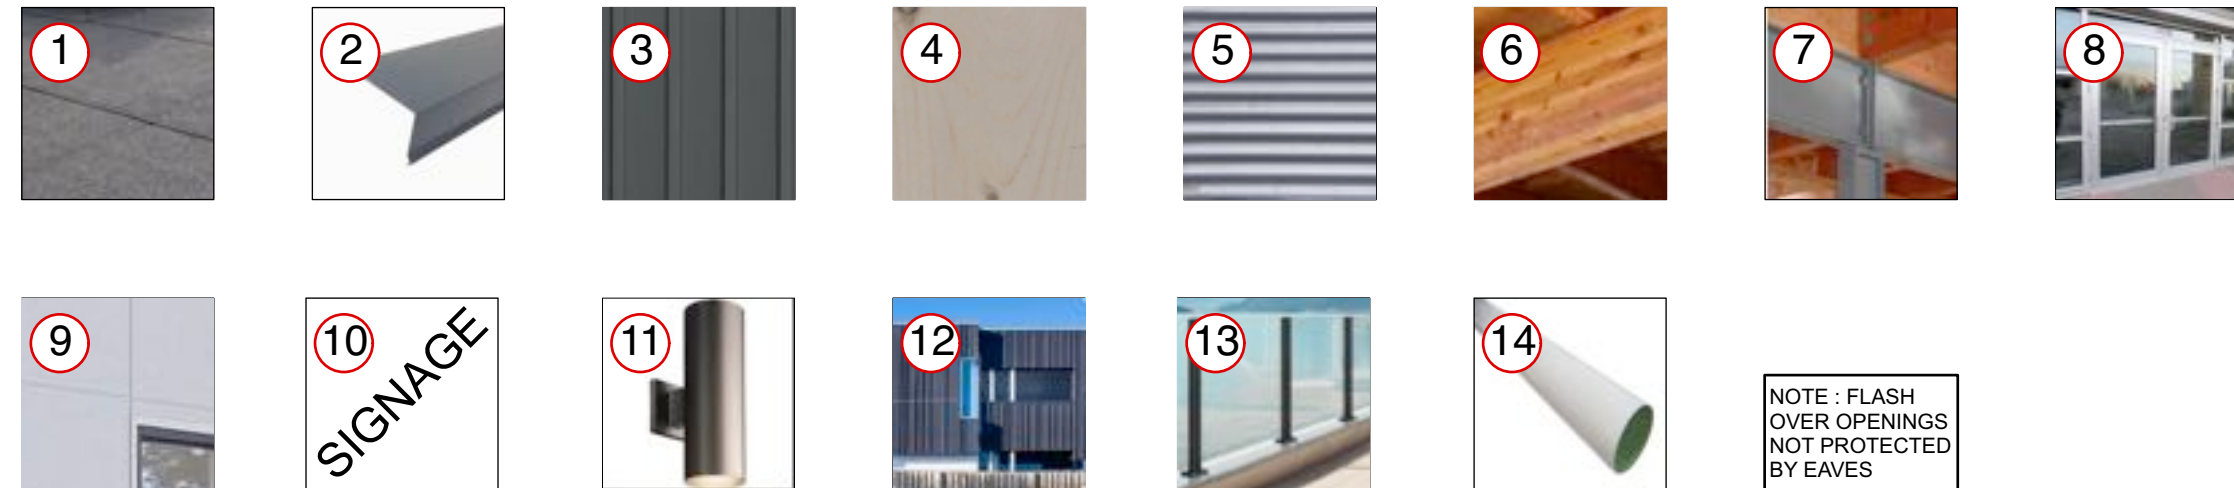 1
2
3
4
5
6
7
8
9
10
SIGNAGE
11
12
13
14
NOTE : FLASH
OVER OPENINGS
NOT PROTECTED
BY EAVES